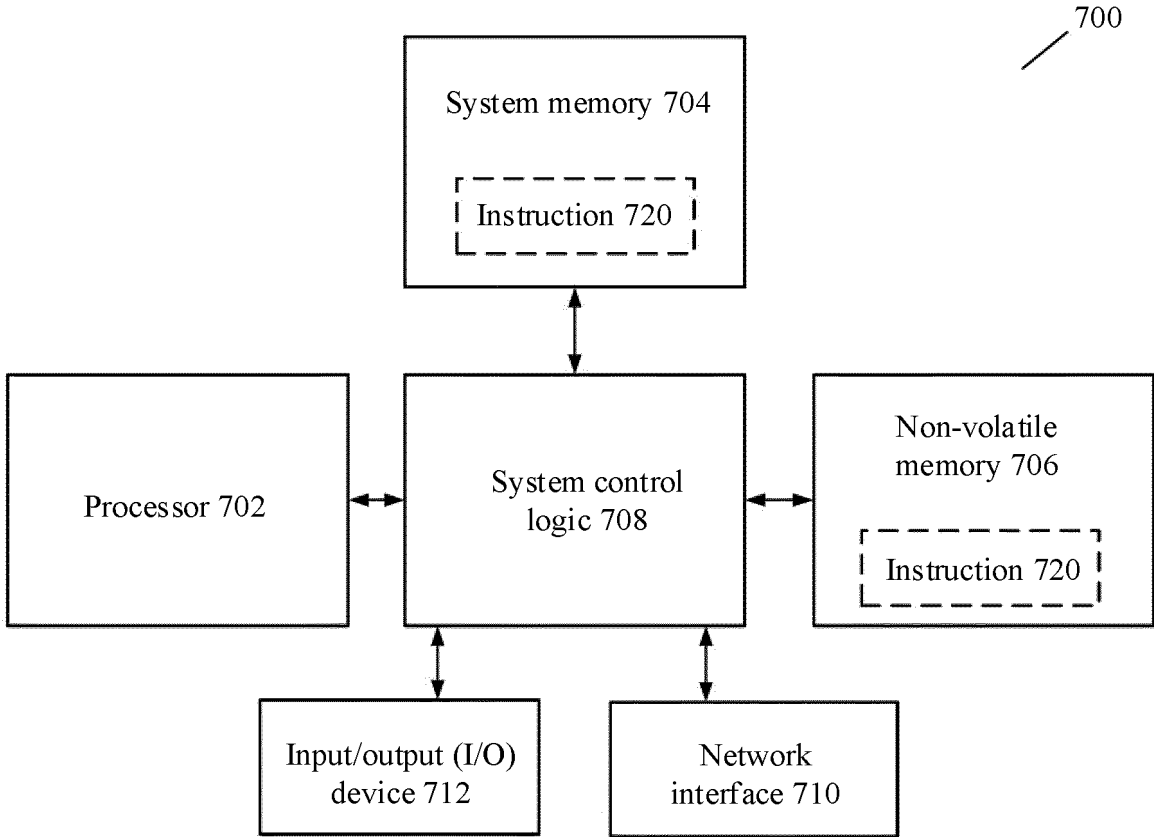 700
System memory 704
Instruction 720
Processor 702
System control
logic 708
Non-volatile
memory 706
Instruction 720
Input/output (I/O)
device 712
Network
interface 710